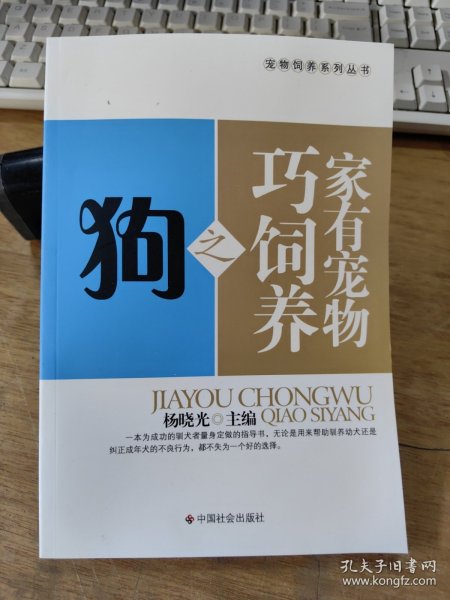 宠物饲养系列丛书
家有宠物
巧饲养
之
狗
JIAYOU CHONGWU
QIAO SIYANG
杨晓光◎主编
一本为成功的驯犬者量身定做的指导书，无论是用来帮助驯养幼犬还是
纠正成年犬的不良行为，都不失为一个好的选择。
中国社会出版社
孔夫子旧书网
www.kongfz.com